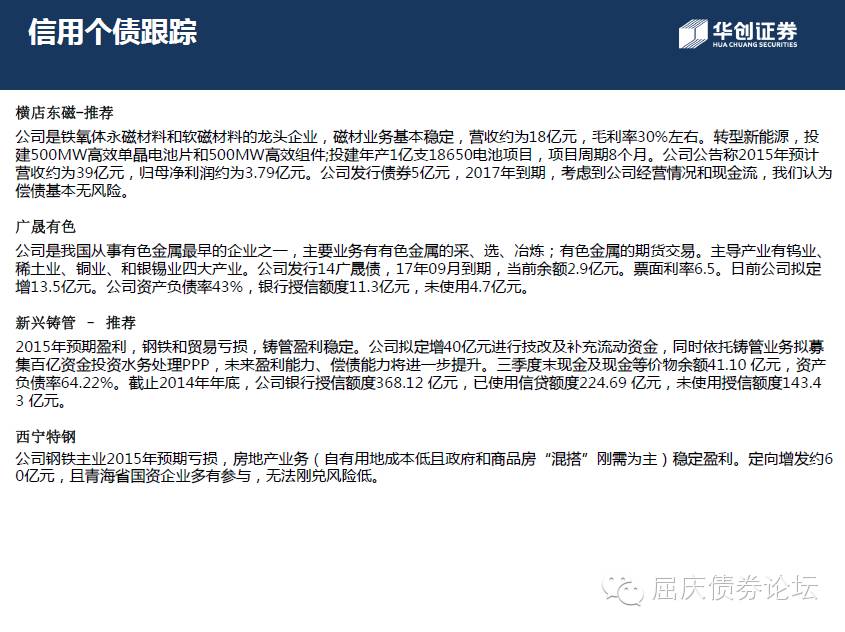 信用个债跟踪
华创证券
HUA CHUANG SECURITIES
横店东磁-推荐
公司是铁氧体永磁材料和软磁材料的龙头企业，磁材业务基本稳定，营收约为18亿元，毛利率30%左右。转型新能源，投
建500MW高效单晶电池片和500MW高效组件;投建年产1亿支18650电池项目，项目周期8个月。公司公告称2015年预计
营收约为39亿元，归母净利润约为3.79亿元。公司发行债券5亿元，2017年到期，考虑到公司经营情况和现金流，我们认为
偿债基本无风险。
广晟有色
公司是我国从事有色金属最早的企业之一，主要业务有有色金属的采、选、冶炼；有色金属的期货交易。主导产业有钨业、
稀土业、铜业、和银锡业四大产业。公司发行14广晟债，17年09月到期，当前余额2.9亿元。票面利率6.5。日前公司拟定
增13.5亿元。公司资产负债率43%，银行授信额度11.3亿元，未使用4.7亿元。
新兴铸管 - 推荐
2015年预期盈利，钢铁和贸易亏损，铸管盈利稳定。公司拟定增40亿元进行技改及补充流动资金，同时依托铸管业务拟募
集百亿资金投资水务处理PPP，未来盈利能力、偿债能力将进一步提升。三季度末现金及现金等价物余额41.10 亿元，资产
负债率64.22%。截止2014年年底，公司银行授信额度368.12 亿元，已使用信贷额度224.69 亿元，未使用授信额度143.4
3 亿元。
西宁特钢
公司钢铁主业2015年预期亏损，房地产业务（自有用地成本低且政府和商品房“混搭”刚需为主）稳定盈利。定向增发约6
0亿元，且青海省国资企业多有参与，无法刚兑风险低。
屈庆债券论坛